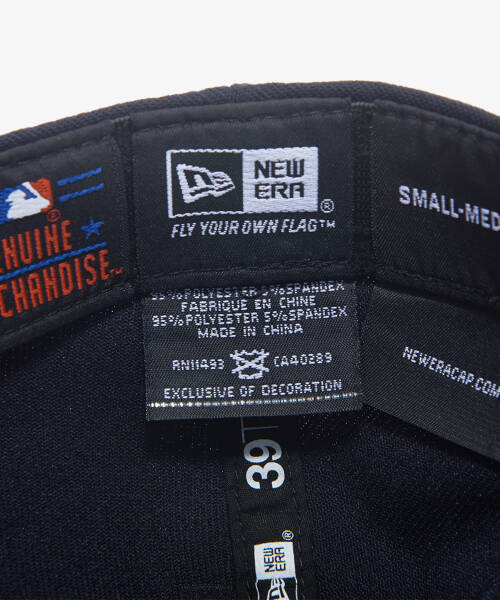 NEW
ERA®
FLY YOUR OWN FLAG™
SMALL-MED
95% POLYESTER 5% SPANDEX
FABRIQUE EN CHINE
95% POLYESTER 5% SPANDEX
MADE IN CHINA
RN11493 CA40289
EXCLUSIVE OF DECORATION
NEWERACAP.COM
39T
NEW
ERA